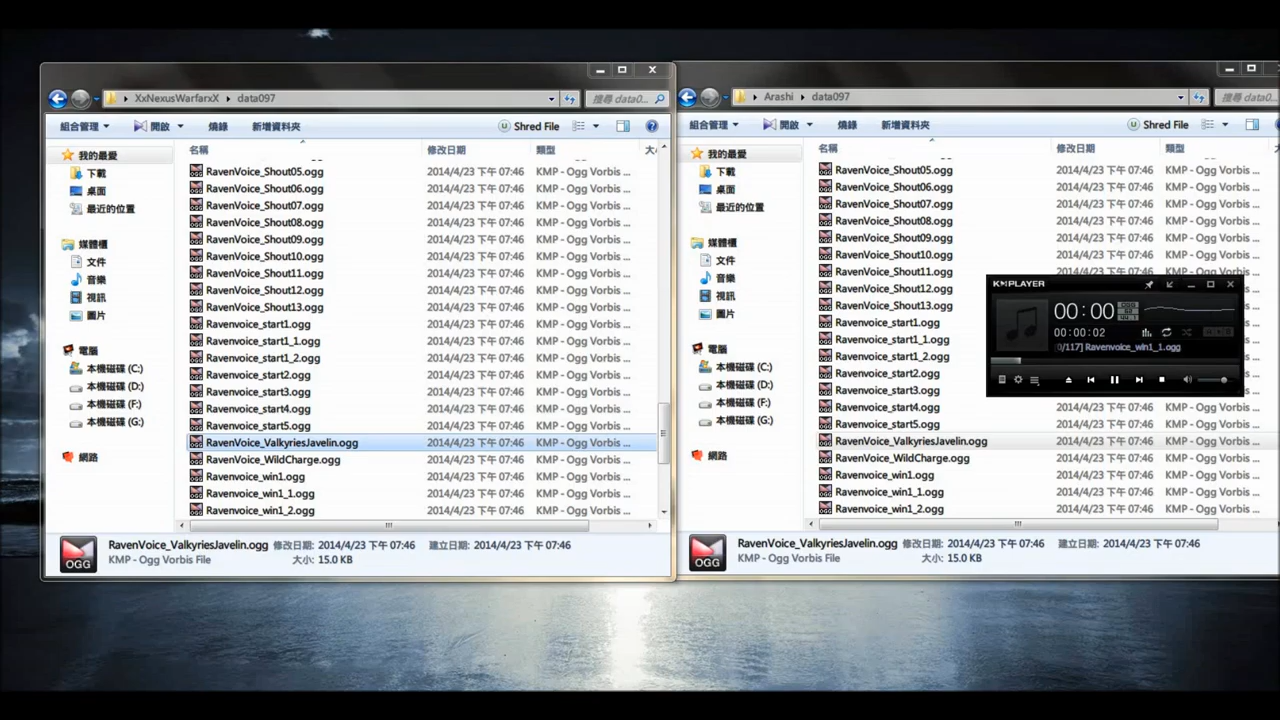 XxNexusWarfarxX ▸ data097
搜尋 data0...
組合管理 開啟 燒錄 新增資料夾 Shred File
名稱 修改日期 類型 大小
我的最愛
下載
桌面
最近的位置
媒體櫃
文件
音樂
視訊
圖片
電腦
本機磁碟 (C:)
本機磁碟 (D:)
本機磁碟 (F:)
本機磁碟 (G:)
網路
RavenVoice_Shout05.ogg 2014/4/23 下午 07:46 KMP - Ogg Vorbis ...
RavenVoice_Shout06.ogg 2014/4/23 下午 07:46 KMP - Ogg Vorbis ...
RavenVoice_Shout07.ogg 2014/4/23 下午 07:46 KMP - Ogg Vorbis ...
RavenVoice_Shout08.ogg 2014/4/23 下午 07:46 KMP - Ogg Vorbis ...
RavenVoice_Shout09.ogg 2014/4/23 下午 07:46 KMP - Ogg Vorbis ...
RavenVoice_Shout10.ogg 2014/4/23 下午 07:46 KMP - Ogg Vorbis ...
RavenVoice_Shout11.ogg 2014/4/23 下午 07:46 KMP - Ogg Vorbis ...
RavenVoice_Shout12.ogg 2014/4/23 下午 07:46 KMP - Ogg Vorbis ...
RavenVoice_Shout13.ogg 2014/4/23 下午 07:46 KMP - Ogg Vorbis ...
Ravenvoice_start1.ogg 2014/4/23 下午 07:46 KMP - Ogg Vorbis ...
Ravenvoice_start1_1.ogg 2014/4/23 下午 07:46 KMP - Ogg Vorbis ...
Ravenvoice_start1_2.ogg 2014/4/23 下午 07:46 KMP - Ogg Vorbis ...
Ravenvoice_start2.ogg 2014/4/23 下午 07:46 KMP - Ogg Vorbis ...
Ravenvoice_start3.ogg 2014/4/23 下午 07:46 KMP - Ogg Vorbis ...
Ravenvoice_start4.ogg 2014/4/23 下午 07:46 KMP - Ogg Vorbis ...
Ravenvoice_start5.ogg 2014/4/23 下午 07:46 KMP - Ogg Vorbis ...
RavenVoice_ValkyriesJavelin.ogg 2014/4/23 下午 07:46 KMP - Ogg Vorbis ...
RavenVoice_WildCharge.ogg 2014/4/23 下午 07:46 KMP - Ogg Vorbis ...
Ravenvoice_win1.ogg 2014/4/23 下午 07:46 KMP - Ogg Vorbis ...
Ravenvoice_win1_1.ogg 2014/4/23 下午 07:46 KMP - Ogg Vorbis ...
Ravenvoice_win1_2.ogg 2014/4/23 下午 07:46 KMP - Ogg Vorbis ...
OGG
RavenVoice_ValkyriesJavelin.ogg 修改日期: 2014/4/23 下午 07:46 建立日期: 2014/4/23 下午 07:46
KMP - Ogg Vorbis File 大小: 15.0 KB
Arashi ▸ data097
搜尋 data0...
組合管理 開啟 燒錄 新增資料夾 Shred File
名稱 修改日期 類型
我的最愛
下載
桌面
最近的位置
媒體櫃
文件
音樂
視訊
圖片
電腦
本機磁碟 (C:)
本機磁碟 (D:)
本機磁碟 (F:)
本機磁碟 (G:)
網路
RavenVoice_Shout05.ogg 2014/4/23 下午 07:46 KMP - Ogg Vorbis ...
RavenVoice_Shout06.ogg 2014/4/23 下午 07:46 KMP - Ogg Vorbis ...
RavenVoice_Shout07.ogg 2014/4/23 下午 07:46 KMP - Ogg Vorbis ...
RavenVoice_Shout08.ogg 2014/4/23 下午 07:46 KMP - Ogg Vorbis ...
RavenVoice_Shout09.ogg 2014/4/23 下午 07:46 KMP - Ogg Vorbis ...
RavenVoice_Shout10.ogg 2014/4/23 下午 07:46 KMP - Ogg Vorbis ...
RavenVoice_Shout11.ogg 2014/4/23 下午 07:46 KMP - Ogg Vorbis ...
RavenVoice_Shout12.ogg
RavenVoice_Shout13.ogg
Ravenvoice_start1.ogg
Ravenvoice_start1_1.ogg
Ravenvoice_start1_2.ogg
Ravenvoice_start2.ogg
Ravenvoice_start3.ogg
Ravenvoice_start4.ogg 2014/4/23 下午 07:46 KMP - Ogg Vorbis ...
Ravenvoice_start5.ogg 2014/4/23 下午 07:46 KMP - Ogg Vorbis ...
RavenVoice_ValkyriesJavelin.ogg 2014/4/23 下午 07:46 KMP - Ogg Vorbis ...
RavenVoice_WildCharge.ogg 2014/4/23 下午 07:46 KMP - Ogg Vorbis ...
Ravenvoice_win1.ogg 2014/4/23 下午 07:46 KMP - Ogg Vorbis ...
Ravenvoice_win1_1.ogg 2014/4/23 下午 07:46 KMP - Ogg Vorbis ...
Ravenvoice_win1_2.ogg 2014/4/23 下午 07:46 KMP - Ogg Vorbis ...
OGG
RavenVoice_ValkyriesJavelin.ogg 修改日期: 2014/4/23 下午 07:46 建立日期: 2014/4/23 下午 07:46
KMP - Ogg Vorbis File 大小: 15.0 KB
KMPLAYER
00:00
00:00:02
[0/117] Ravenvoice_win1_1.ogg